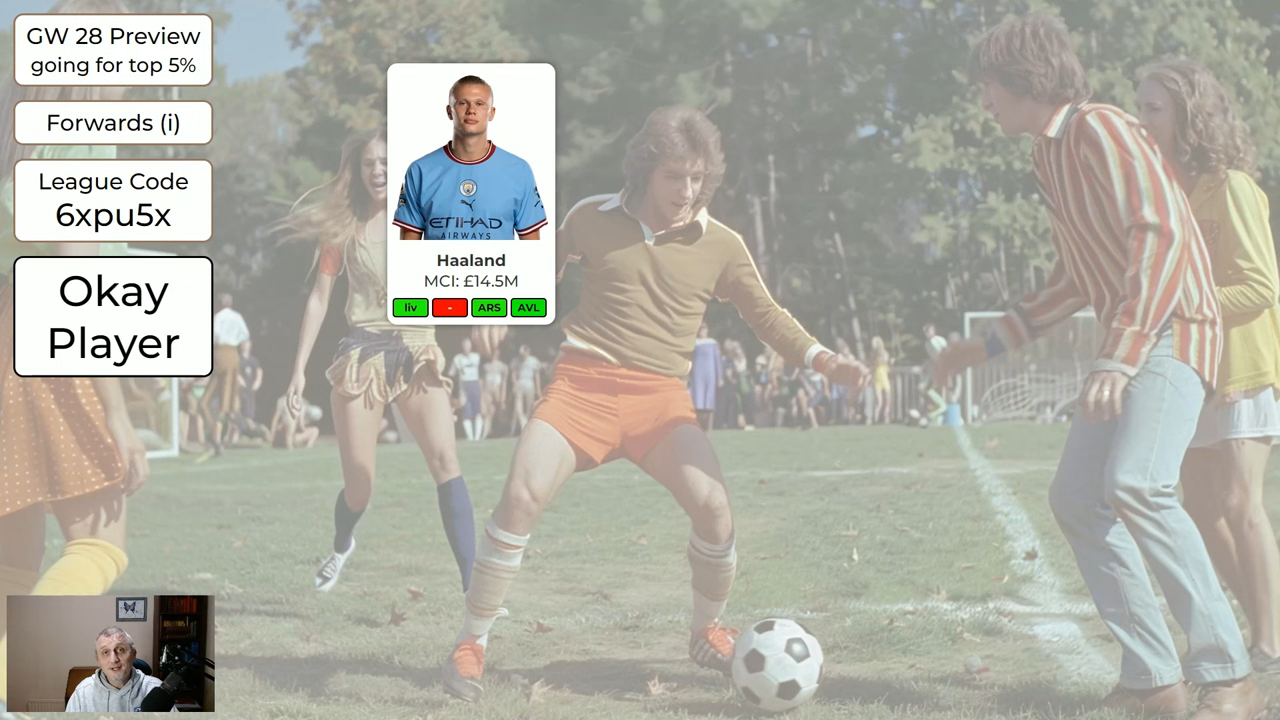 GW 28 Preview
going for top 5%
Forwards (i)
League Code
6xpu5x
Okay
Player
ETIHAD
AIRWAYS
Haaland
MCI: £14.5M
liv - ARS AVL